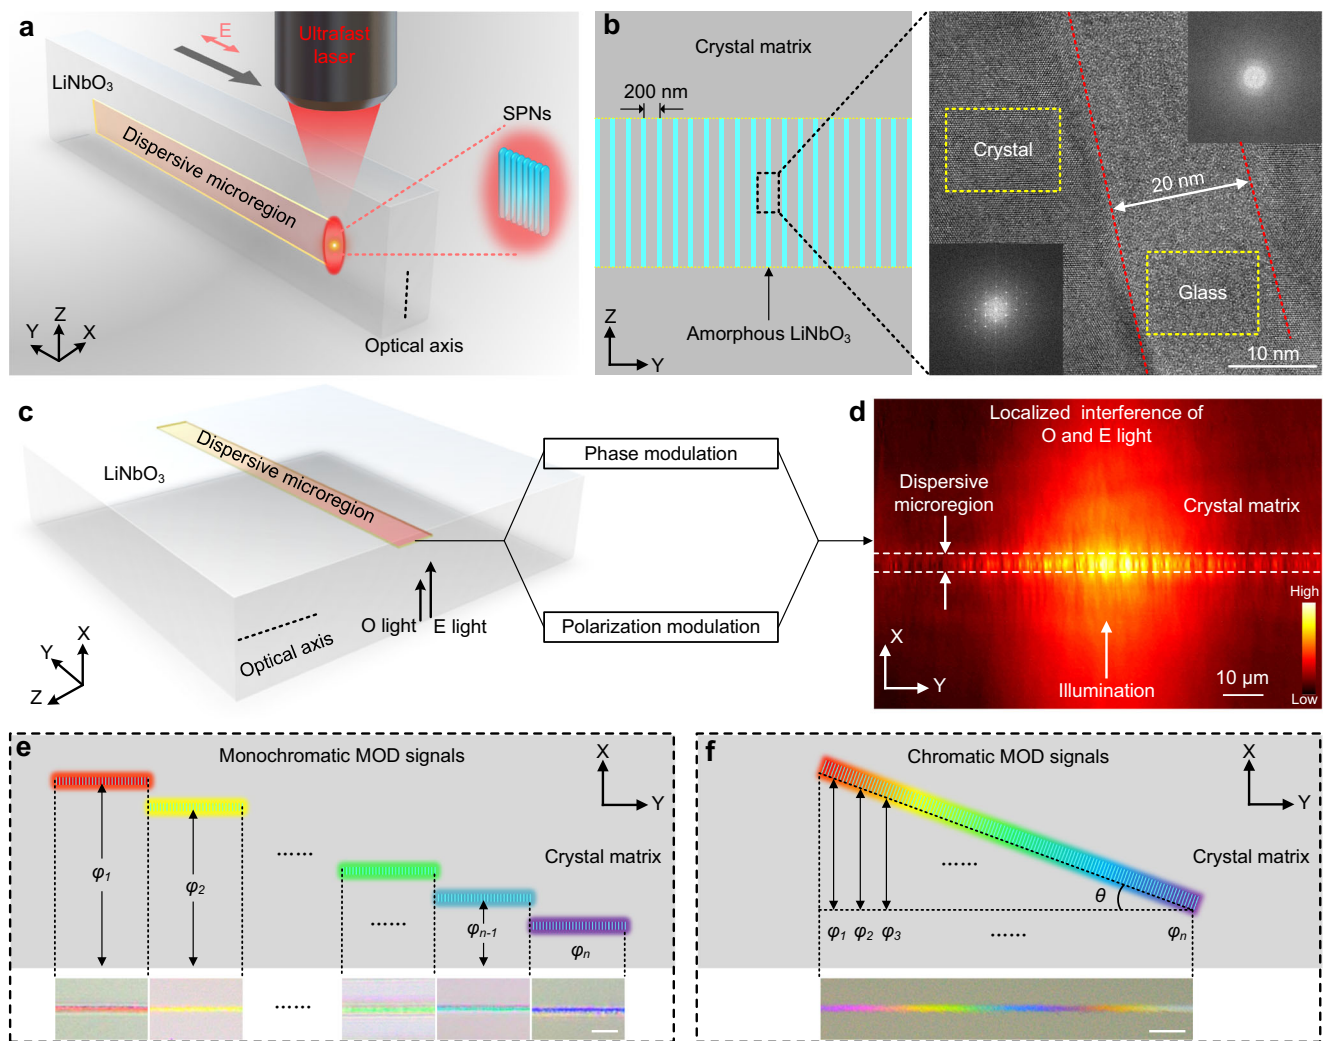 a
E
Ultrafast
laser
LiNbO₃
SPNs
Dispersive microregion
Z
Y
X
Optical axis
b
Crystal matrix
200 nm
Amorphous LiNbO₃
Z
Y
Crystal
20 nm
Glass
10 nm
c
LiNbO₃
Dispersive microregion
O light
E light
Optical axis
X
Y
Z
Phase modulation
Polarization modulation
d
Localized interference of
O and E light
Dispersive
microregion
Crystal matrix
High
Low
X
Y
Illumination
10 µm
e
Monochromatic MOD signals
X
Y
Crystal matrix
φ₁
φ₂
......
......
φₙ₋₁
φₙ
......
f
Chromatic MOD signals
X
Y
Crystal matrix
......
θ
φ₁
φ₂
φ₃
......
φₙ